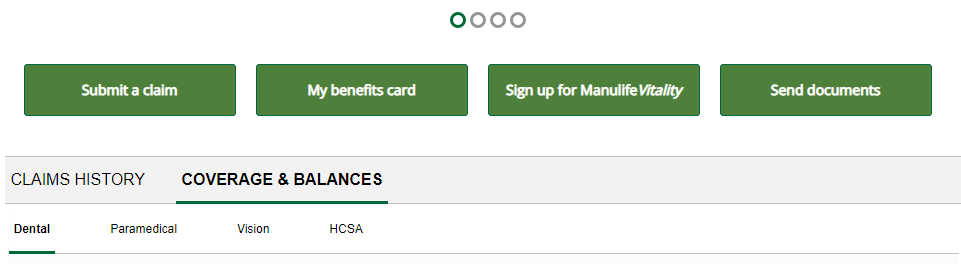 Submit a claim My benefits card Sign up for ManulifeVitality Send documents
CLAIMS HISTORY COVERAGE & BALANCES
Dental Paramedical Vision HCSA